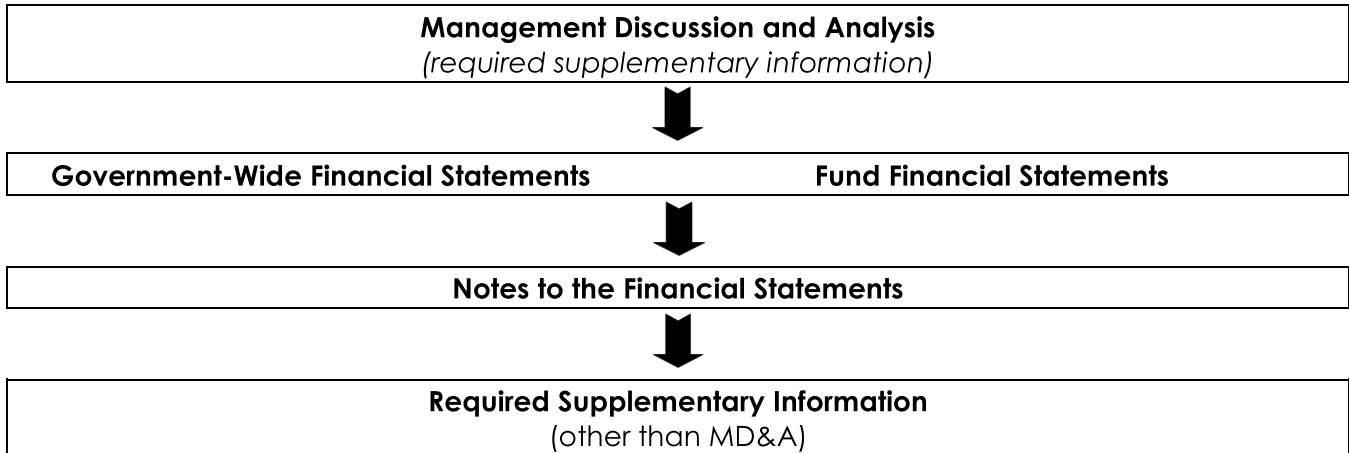 Management Discussion and Analysis
(required supplementary information)
Government-Wide Financial Statements Fund Financial Statements
Notes to the Financial Statements
Required Supplementary Information
(other than MD&A)